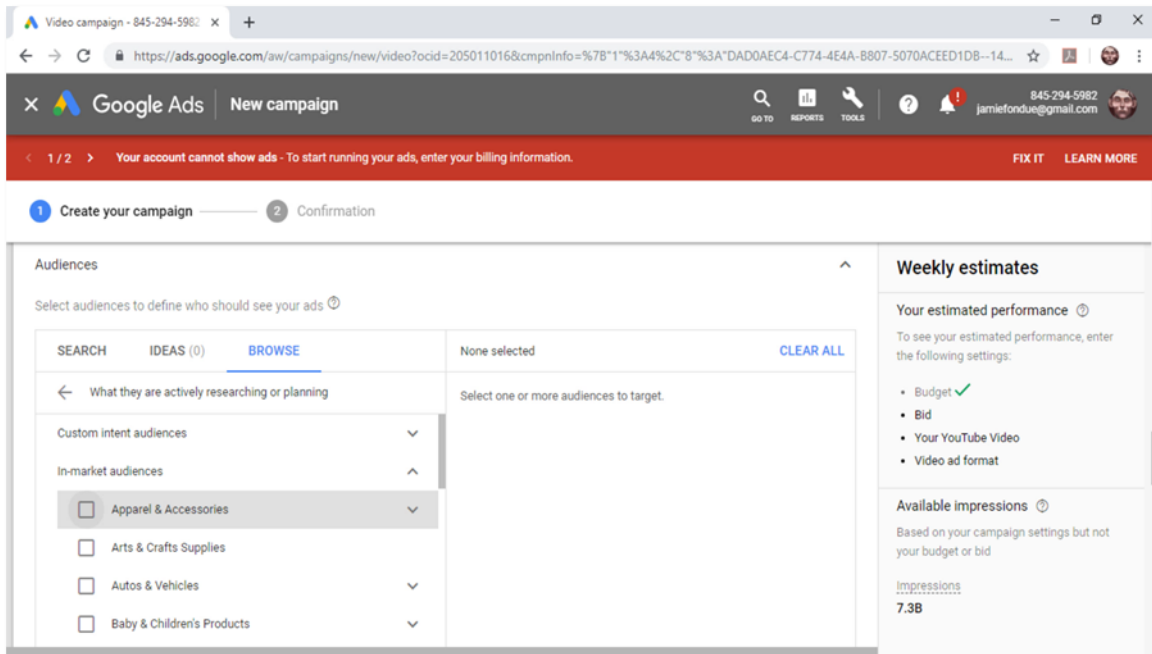 Video campaign - 845-294-5982
https://ads.google.com/aw/campaigns/new/video?ocid=205011016&cmpnInfo=%7B"1"%3A4%2C"8"%3A"DAD0AEC4-C774-4E4A-B807-5070ACEED1DB--14...
Google Ads New campaign
GO TO REPORTS TOOLS
845-294-5982
jamiefondue@gmail.com
1 / 2 Your account cannot show ads - To start running your ads, enter your billing information. FIX IT LEARN MORE
1 Create your campaign 2 Confirmation
Audiences
Select audiences to define who should see your ads
SEARCH IDEAS (0) BROWSE
None selected CLEAR ALL
What they are actively researching or planning
Select one or more audiences to target.
Custom intent audiences
In-market audiences
Apparel & Accessories
Arts & Crafts Supplies
Autos & Vehicles
Baby & Children's Products
Weekly estimates
Your estimated performance
To see your estimated performance, enter
the following settings:
• Budget
• Bid
• Your YouTube Video
• Video ad format
Available impressions
Based on your campaign settings but not
your budget or bid
Impressions
7.3B